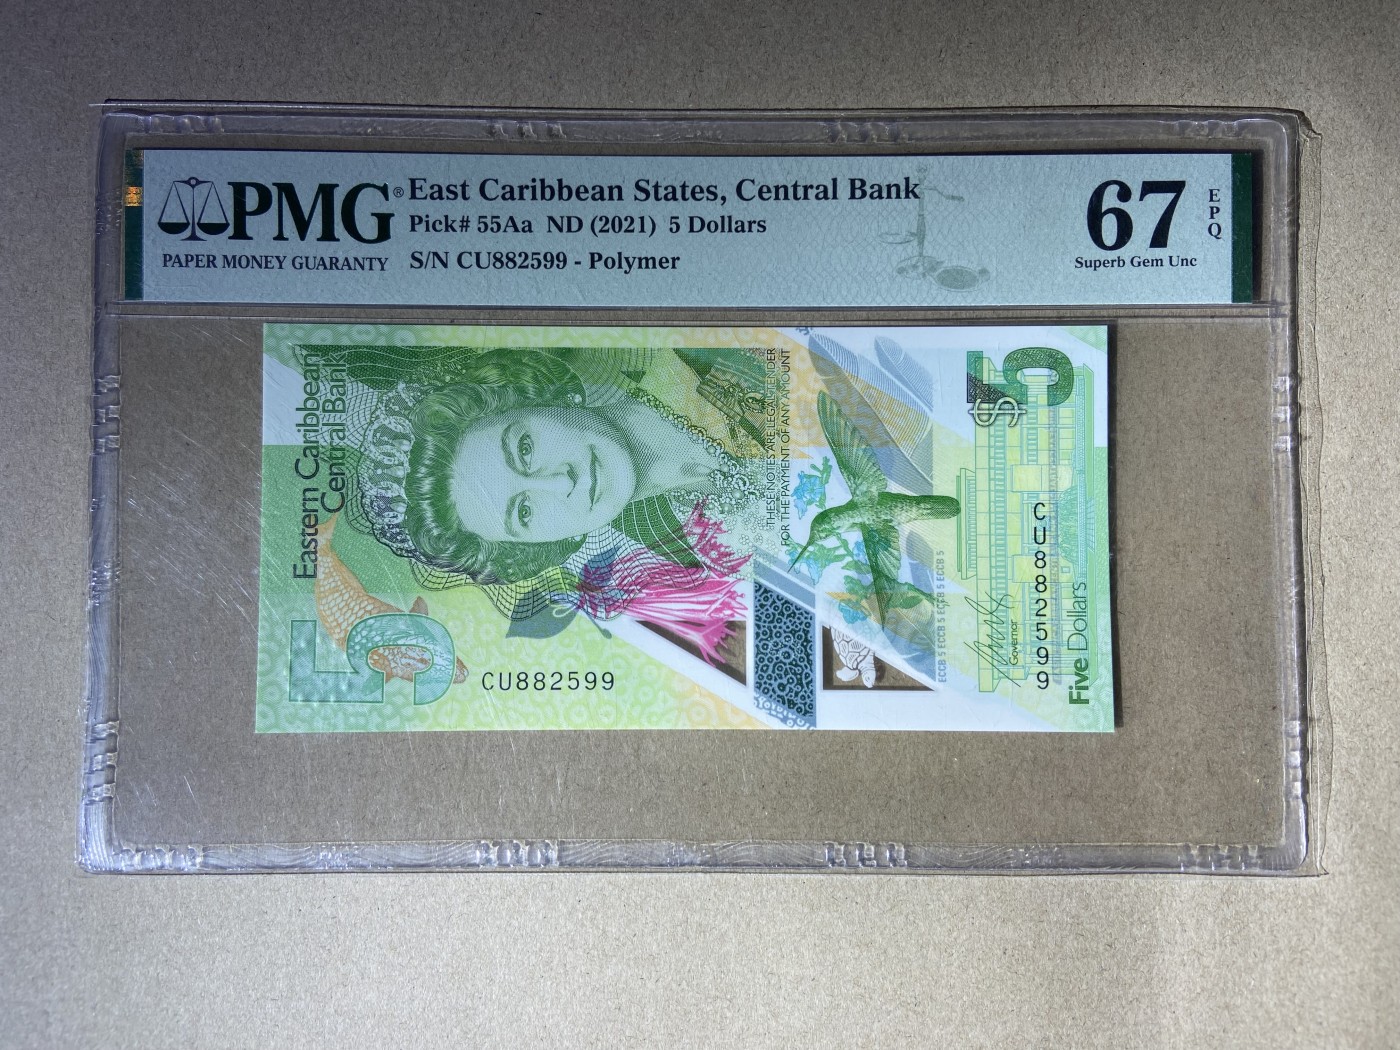 PMG®
PAPER MONEY GUARANTY
East Caribbean States, Central Bank
Pick# 55Aa ND (2021) 5 Dollars
S/N CU882599 - Polymer
67
EPQ
Superb Gem Unc
Eastern Caribbean
Central Bank
THESE NOTES ARE LEGAL TENDER
FOR THE PAYMENT OF ANY AMOUNT
5
CU882599
ECCB 5 ECCB 5 ECCB 5 ECCB 5
$5
Governor
CU882599
Five Dollars